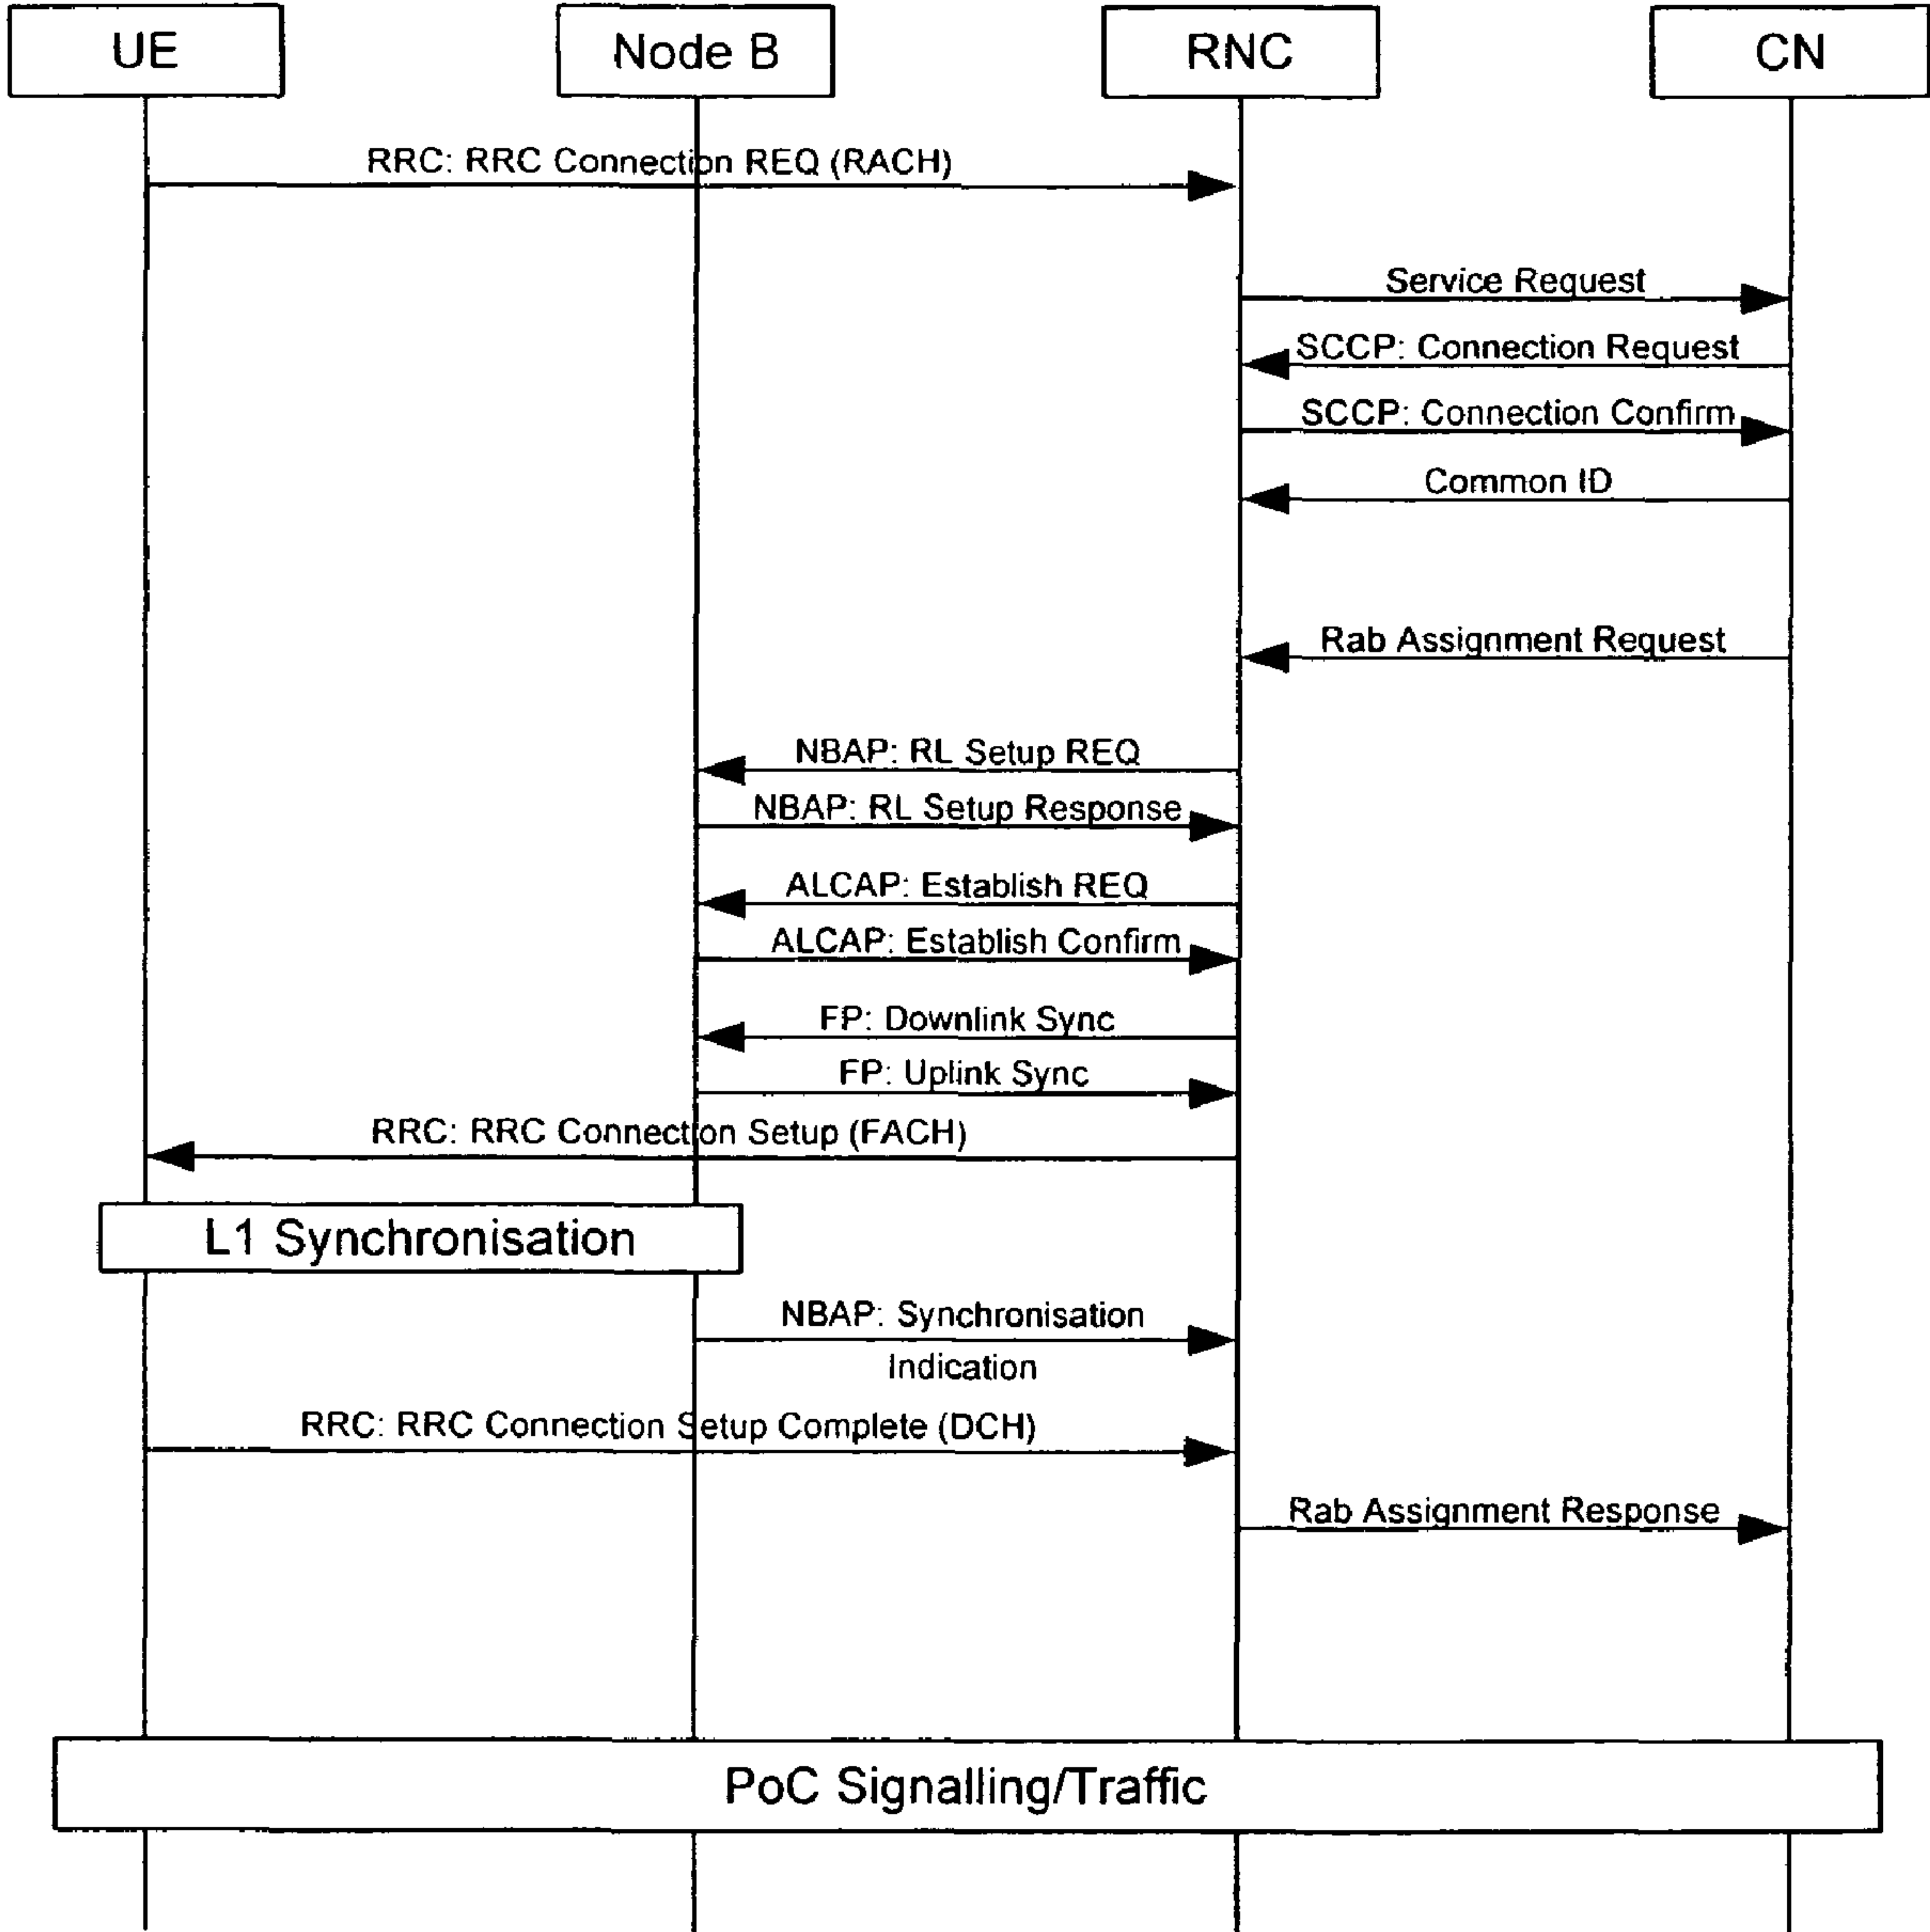 UE
Node B
RNC
CN
RRC: RRC Connection REQ (RACH)
Service Request
SCCP: Connection Request
SCCP: Connection Confirm
Common ID
Rab Assignment Request
NBAP: RL Setup REQ
NBAP: RL Setup Response
ALCAP: Establish REQ
ALCAP: Establish Confirm
FP: Downlink Sync
FP: Uplink Sync
RRC: RRC Connection Setup (FACH)
L1 Synchronisation
NBAP: Synchronisation
Indication
RRC: RRC Connection Setup Complete (DCH)
Rab Assignment Response
PoC Signalling/Traffic